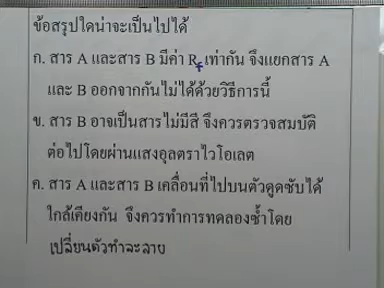 ข้อสรุปใดน่าจะเป็นไปได้
ก. สาร A และสาร B มีค่า Rf เท่ากัน จึงแยกสาร A
และ B ออกจากกันไม่ได้ด้วยวิธีการนี้
ข. สาร B อาจเป็นสารไม่มีสี จึงควรตรวจสมบัติ
ต่อไปโดยผ่านแสงอุลตราไวโอเลต
ค. สาร A และสาร B เคลื่อนที่ไปบนตัวดูดซับได้
ใกล้เคียงกัน จึงควรทำการทดลองซ้ำโดย
เปลี่ยนตัวทำละลาย